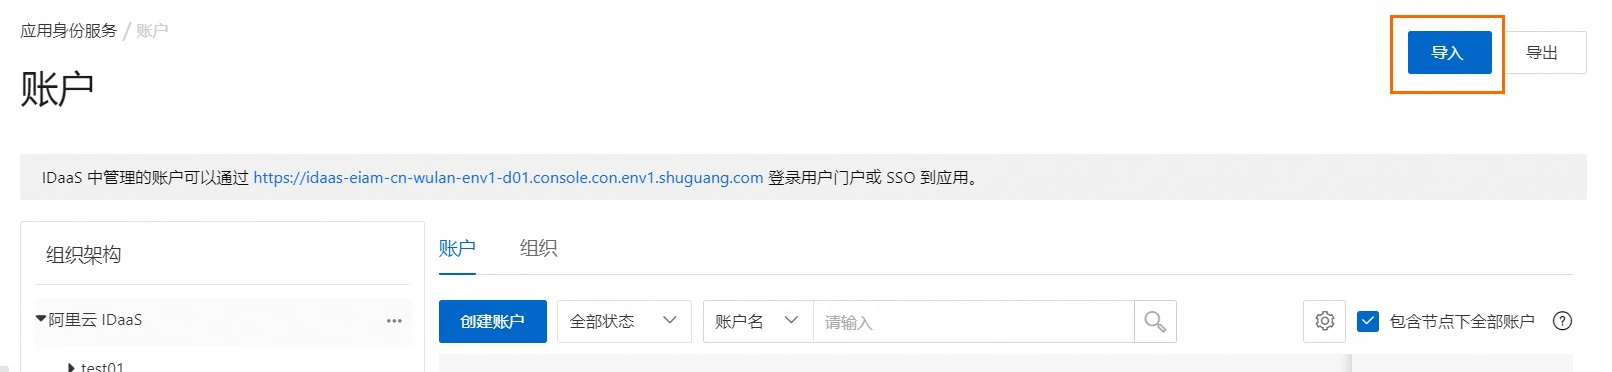 应用身份服务 / 账户
导入 导出
账户
IDaaS 中管理的账户可以通过 https://idaas-eiam-cn-wulan-env1-d01.console.con.env1.shuguang.com 登录用户门户或 SSO 到应用。
组织架构
账户 组织
阿里云 IDaaS ···
创建账户 全部状态 账户名 请输入 包含节点下全部账户 ?
test01